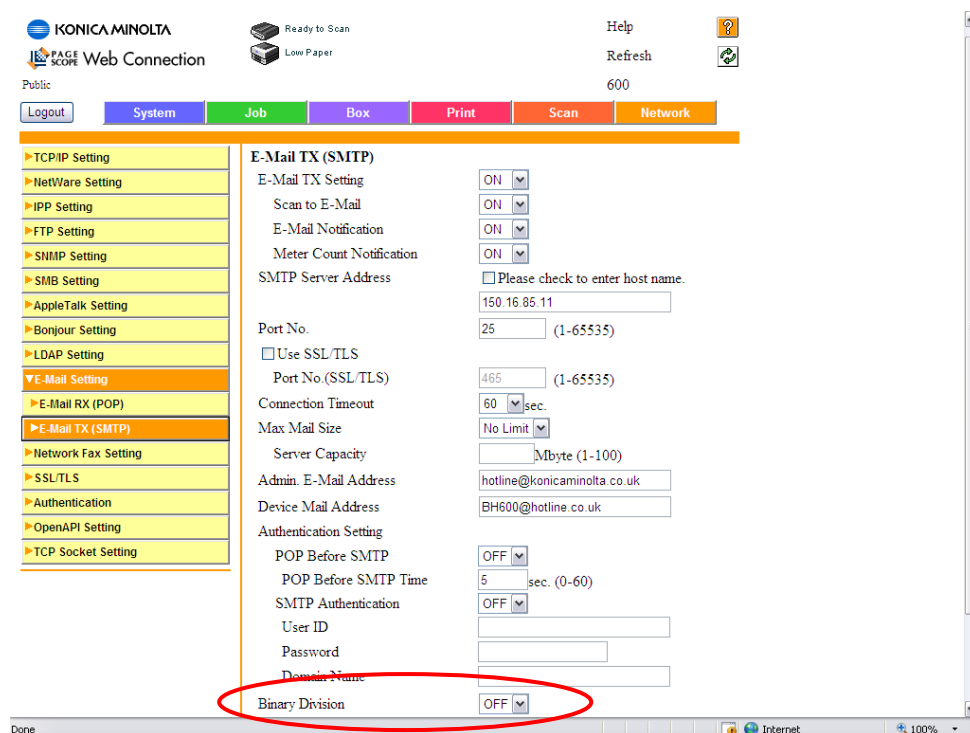 KONICA MINOLTA
Ready to Scan
Help
PAGE SCOPE Web Connection
Low Paper
Refresh
Public
600
Logout
System
Job
Box
Print
Scan
Network
TCP/IP Setting
NetWare Setting
IPP Setting
FTP Setting
SNMP Setting
SMB Setting
AppleTalk Setting
Bonjour Setting
LDAP Setting
E-Mail Setting
E-Mail RX (POP)
E-Mail TX (SMTP)
Network Fax Setting
SSL/TLS
Authentication
OpenAPI Setting
TCP Socket Setting
E-Mail TX (SMTP)
E-Mail TX Setting ON
Scan to E-Mail ON
E-Mail Notification ON
Meter Count Notification ON
SMTP Server Address Please check to enter host name.
150.16.85.11
Port No. 25 (1-65535)
Use SSL/TLS
Port No.(SSL/TLS) 465 (1-65535)
Connection Timeout 60 sec.
Max Mail Size No Limit
Server Capacity Mbyte (1-100)
Admin. E-Mail Address hotline@konicaminolta.co.uk
Device Mail Address BH600@hotline.co.uk
Authentication Setting
POP Before SMTP OFF
POP Before SMTP Time 5 sec. (0-60)
SMTP Authentication OFF
User ID
Password
Domain Name
Binary Division OFF
Done
Internet
100%